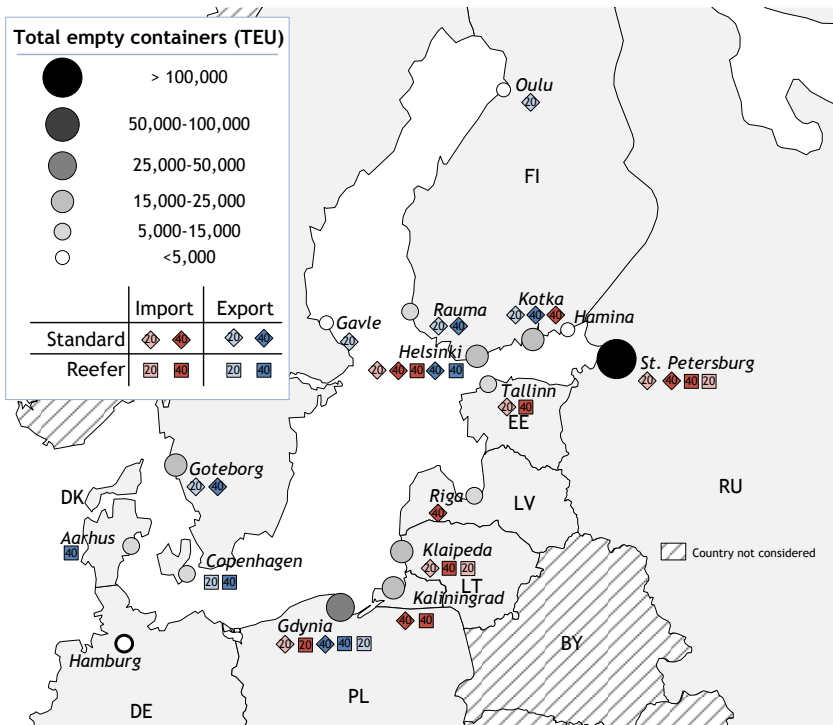 Total empty containers (TEU)
> 100,000
50,000-100,000
25,000-50,000
15,000-25,000
5,000-15,000
<5,000
Import Export
Standard 20 40 20 40
Reefer 20 40 20 40
Oulu
20
FI
Gavle
20
Rauma
20 40
Kotka
20 40 40
Hamina
Helsinki
20 40 40 40 40
St. Petersburg
20 40 40 20
Tallinn
20 40
EE
Goteborg
20 40
DK
Riga
40
LV
RU
Aarhus
40
Copenhagen
20 40
Klaipeda
20 40 20
LT
Country not considered
Kaliningrad
40 40
Gdynia
20 20 40 40 20
Hamburg
BY
DE
PL